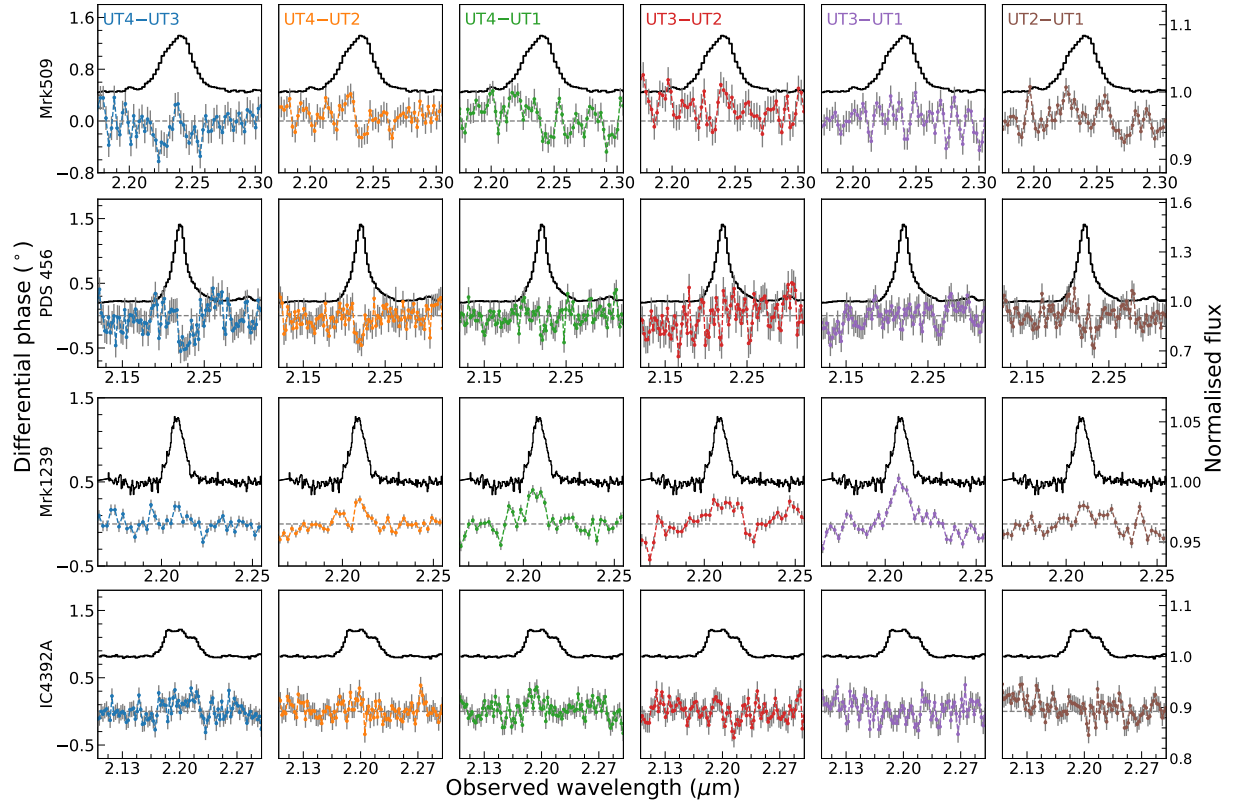 UT4−UT3 UT4−UT2 UT4−UT1 UT3−UT2 UT3−UT1 UT2−UT1
1.6 0.8 0.0 −0.8
Mrk509
1.1 1.0 0.9
2.20 2.25 2.30 2.20 2.25 2.30 2.20 2.25 2.20 2.25 2.20 2.25 2.20 2.25 2.30
1.5 0.5 −0.5
PDS 456
1.6 1.3 1.0 0.7
2.15 2.25 2.15 2.25 2.15 2.25 2.15 2.25 2.15 2.25 2.15 2.25
1.5 0.5 −0.5
Mrk1239
1.05 1.00 0.95
2.20 2.25 2.20 2.25 2.20 2.25 2.20 2.25 2.20 2.25 2.20 2.25
1.5 0.5 −0.5
IC4392A
1.1 1.0 0.9 0.8
2.13 2.20 2.27 2.13 2.20 2.27 2.13 2.20 2.27 2.13 2.20 2.27 2.13 2.20 2.27 2.13 2.20 2.27
Differential phase (°)
Normalised flux
Observed wavelength (μm)